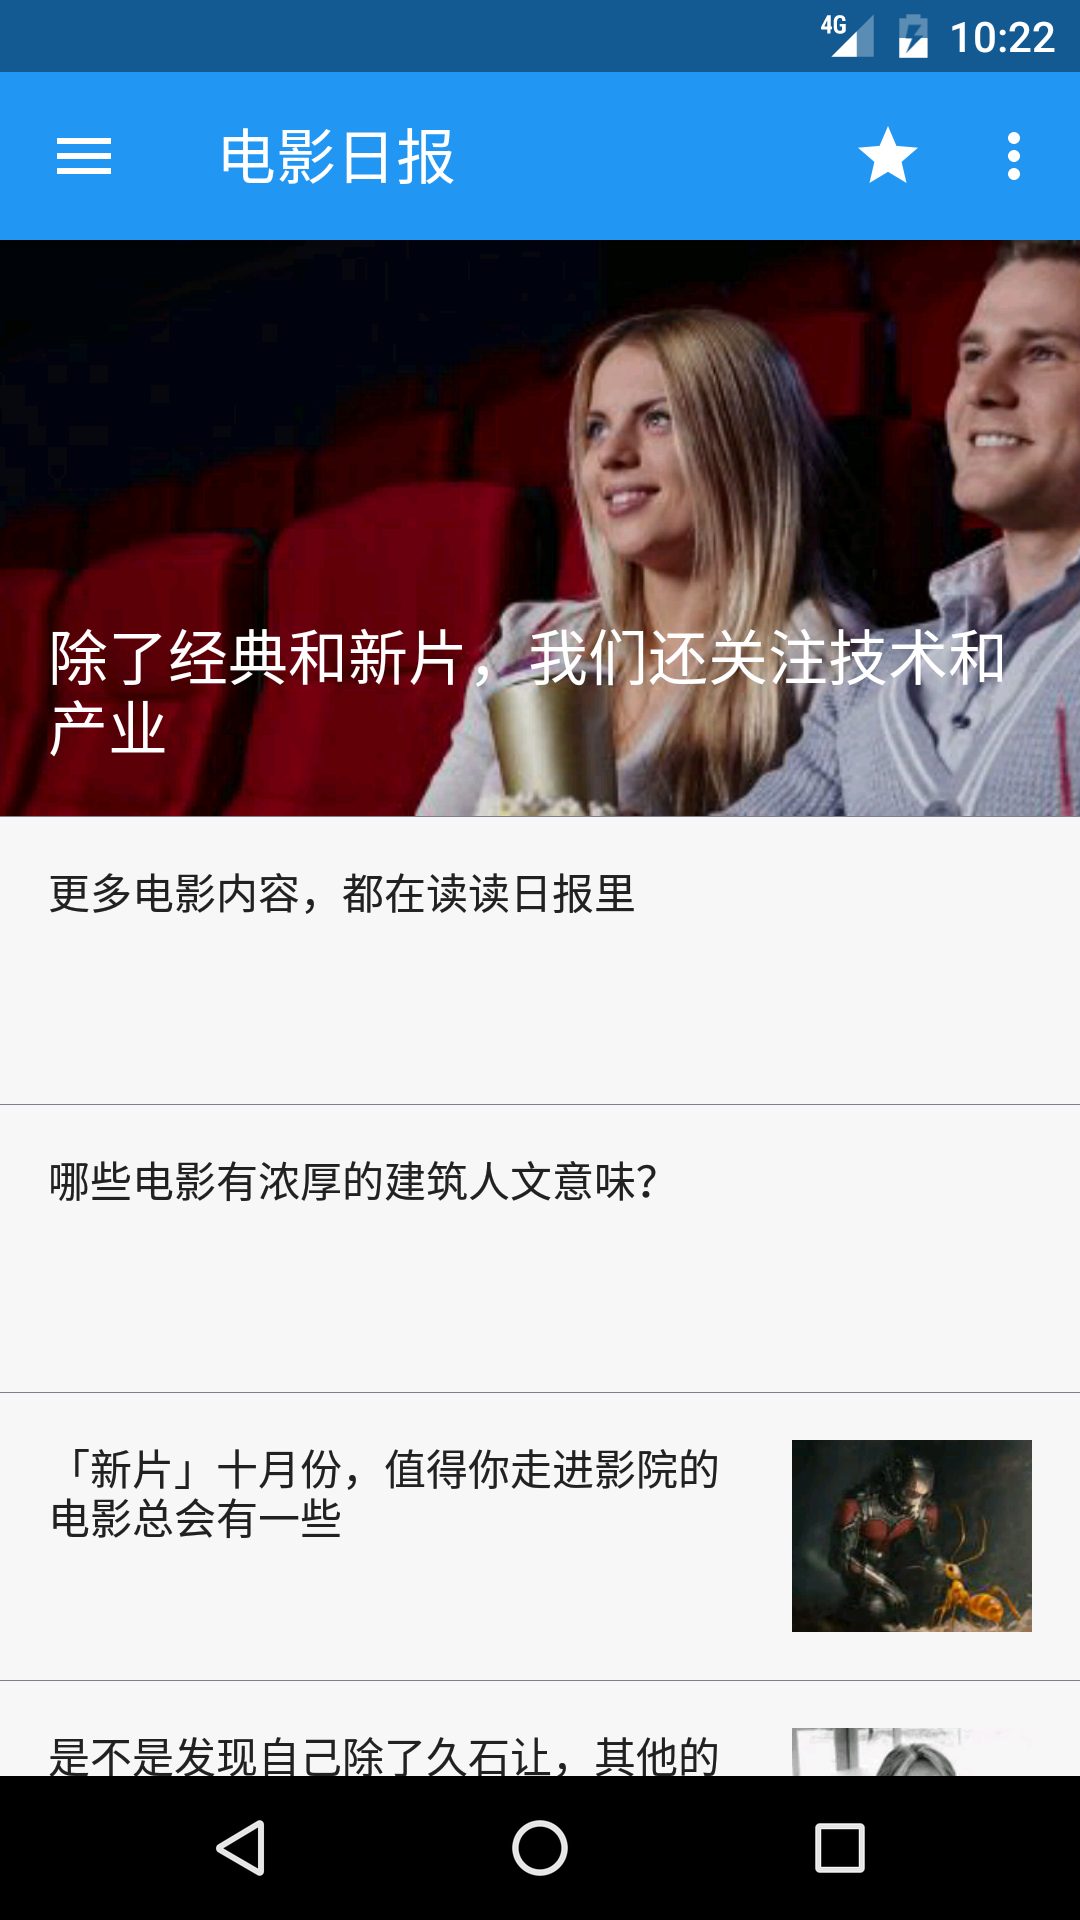 4G 10:22
电影日报
除了经典和新片，我们还关注技术和
产业
更多电影内容，都在读读日报里
哪些电影有浓厚的建筑人文意味？
「新片」十月份，值得你走进影院的
电影总会有一些
是不是发现自己除了久石让，其他的